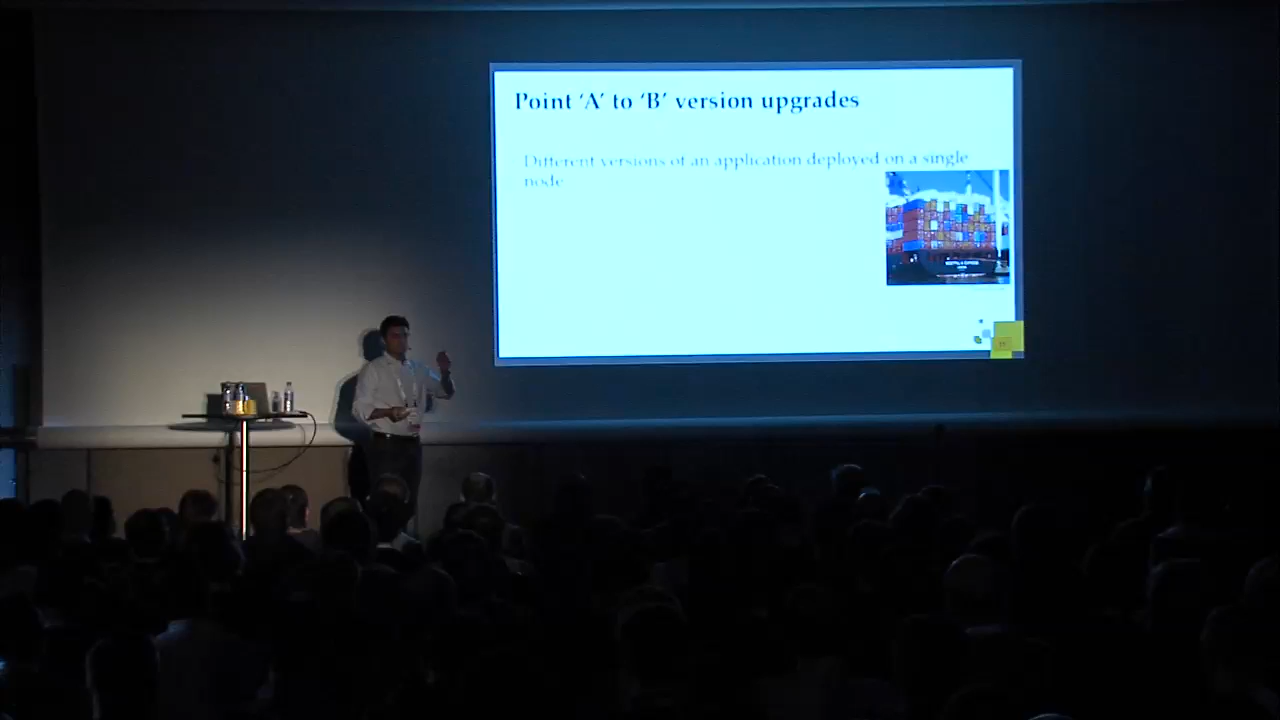 Point ‘A’ to ‘B’ version upgrades
Different versions of an application deployed on a single
node